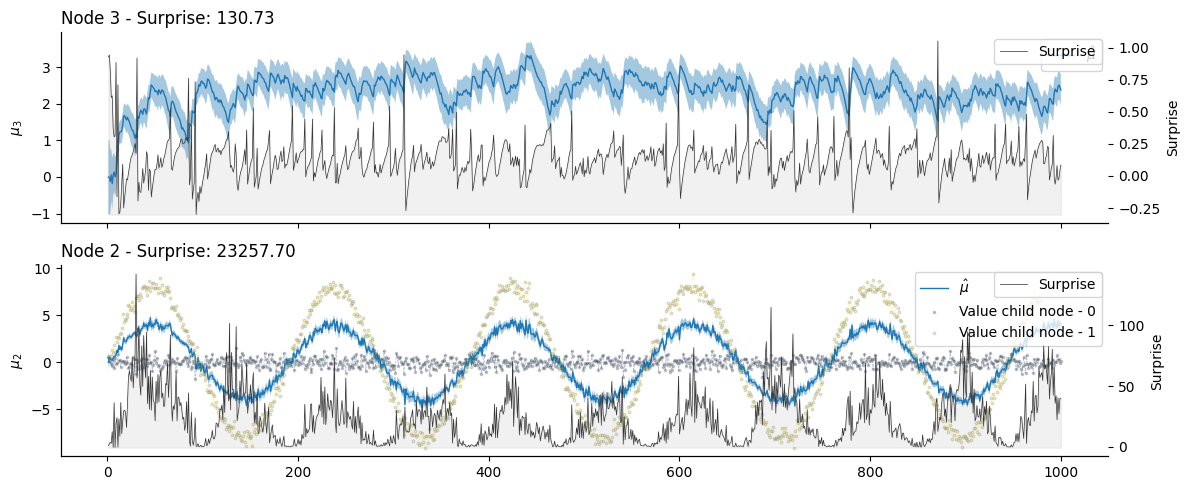 Node 3 - Surprise: 130.73
μ₃
3
2
1
0
−1
Surprise
1.00
0.75
0.50
0.25
0.00
−0.25
Surprise
Node 2 - Surprise: 23257.70
μ₂
10
5
0
−5
μ̂
Value child node - 0
Value child node - 1
Surprise
100
50
0
Surprise
0
200
400
600
800
1000